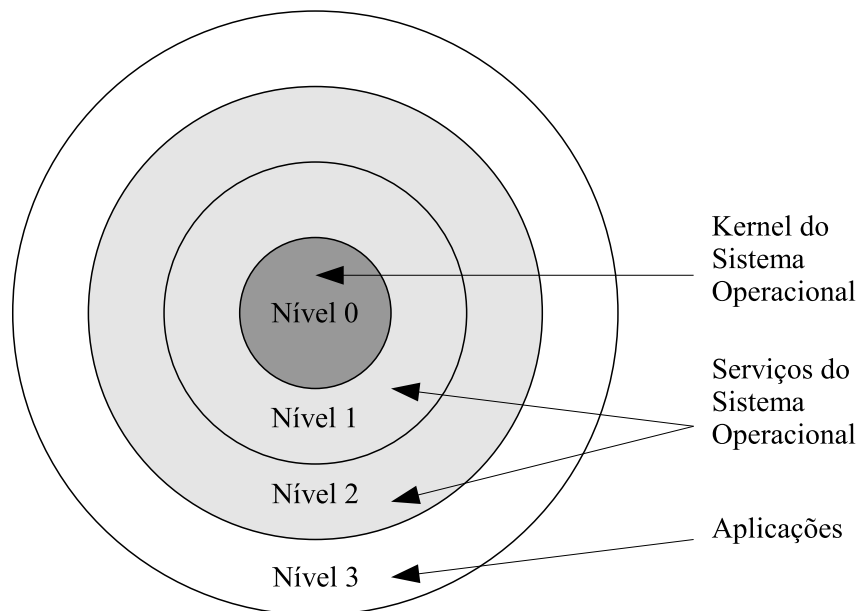 Kernel do
Sistema
Operacional
Nível 0
Serviços do
Sistema
Operacional
Nível 1
Nível 2
Aplicações
Nível 3